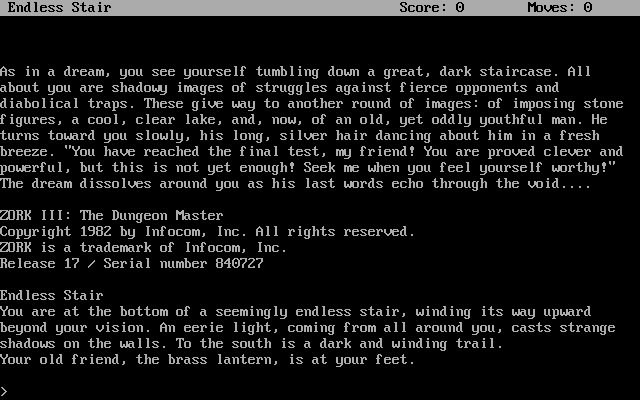 Endless Stair Score: 0 Moves: 0
As in a dream, you see yourself tumbling down a great, dark staircase. All
about you are shadowy images of struggles against fierce opponents and
diabolical traps. These give way to another round of images: of imposing stone
figures, a cool, clear lake, and, now, of an old, yet oddly youthful man. He
turns toward you slowly, his long, silver hair dancing about him in a fresh
breeze. "You have reached the final test, my friend! You are proved clever and
powerful, but this is not yet enough! Seek me when you feel yourself worthy!"
The dream dissolves around you as his last words echo through the void....
ZORK III: The Dungeon Master
Copyright 1982 by Infocom, Inc. All rights reserved.
ZORK is a trademark of Infocom, Inc.
Release 17 / Serial number 840727
Endless Stair
You are at the bottom of a seemingly endless stair, winding its way upward
beyond your vision. An eerie light, coming from all around you, casts strange
shadows on the walls. To the south is a dark and winding trail.
Your old friend, the brass lantern, is at your feet.
>